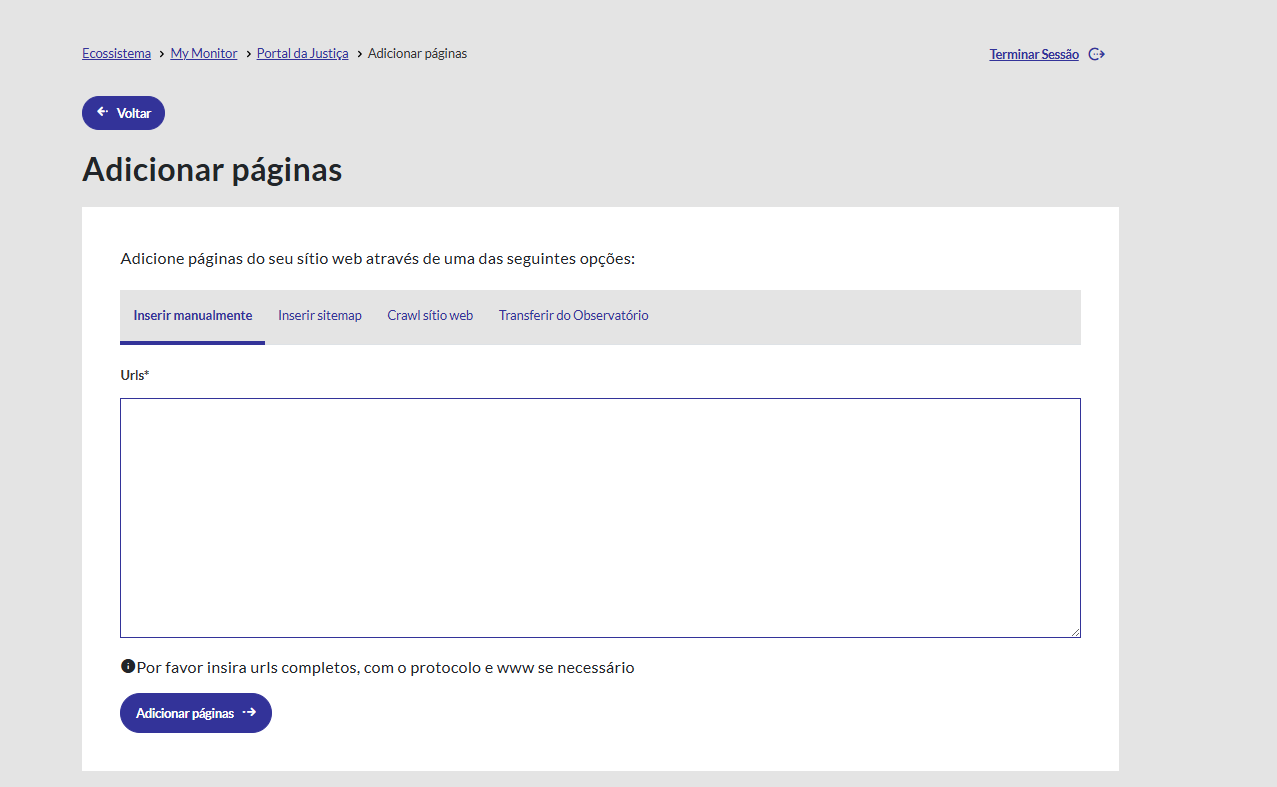 Ecossistema > My Monitor > Portal da Justiça > Adicionar páginas
Terminar Sessão
Voltar
Adicionar páginas
Adicione páginas do seu sítio web através de uma das seguintes opções:
Inserir manualmente Inserir sitemap Crawl sítio web Transferir do Observatório
Urls*
Por favor insira urls completos, com o protocolo e www se necessário
Adicionar páginas